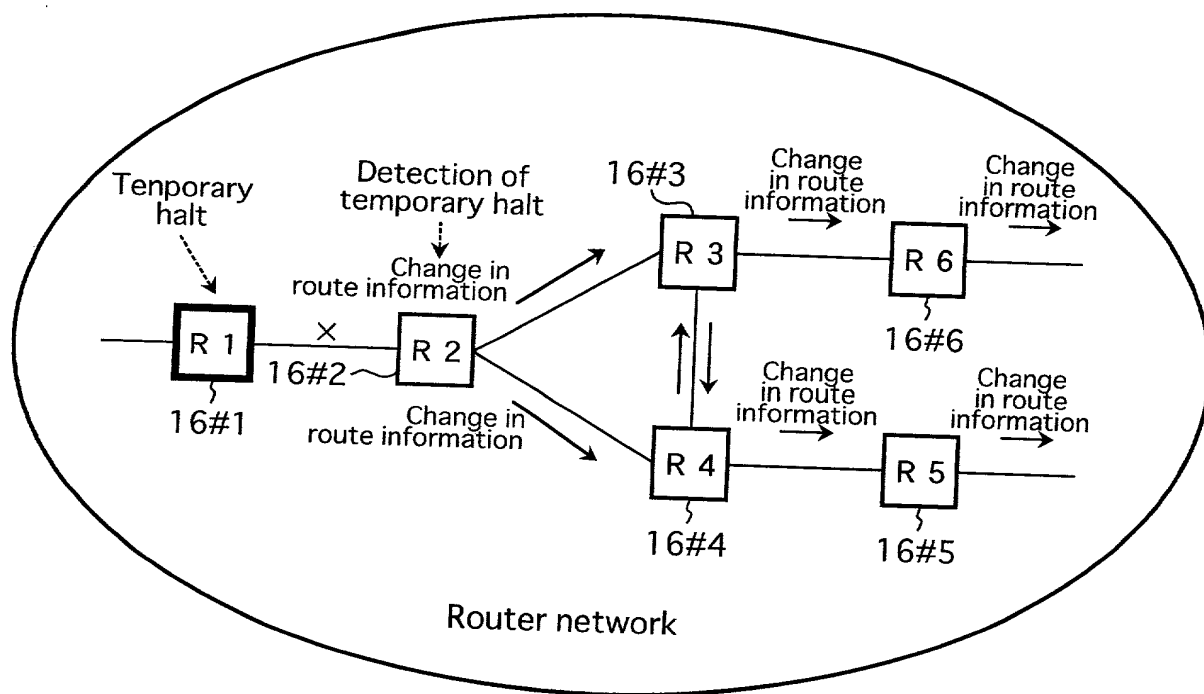 Tenporary
halt
Detection of
temporary halt
Change in
route information
16#3
Change
in route
information
Change
in route
information
R 1
×
R 2
R 3
R 6
16#1
16#2
16#6
Change in
route information
Change
in route
information
Change
in route
information
R 4
R 5
16#4
16#5
Router network